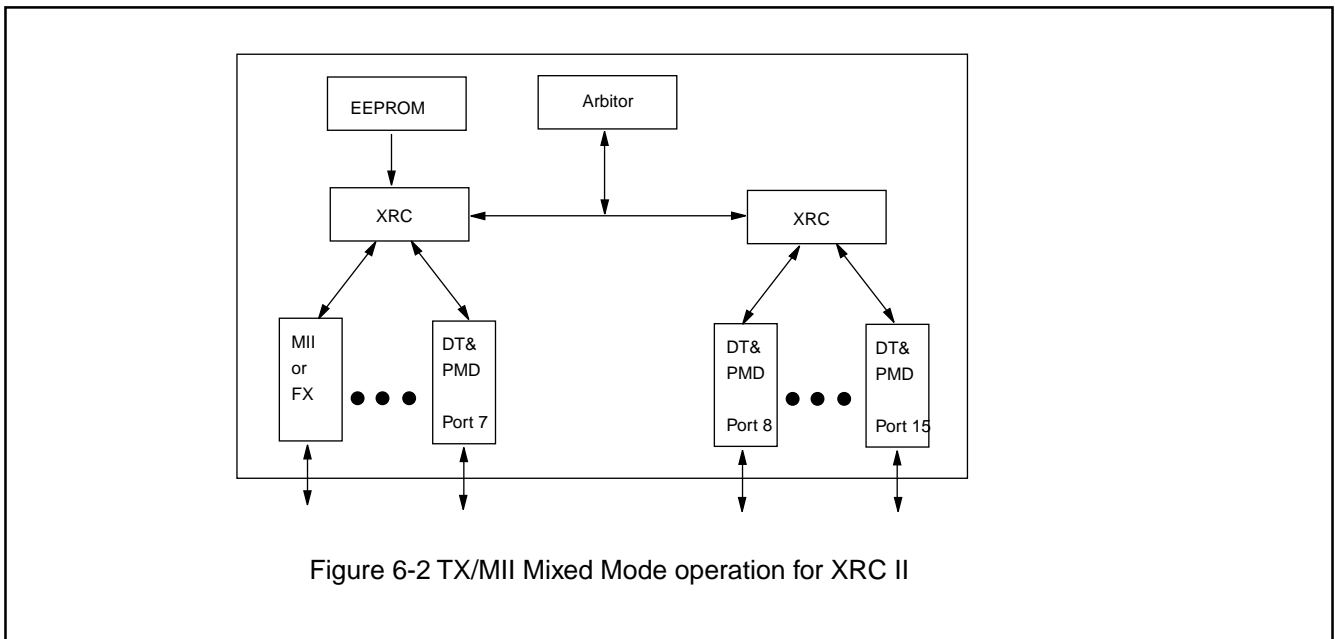 EEPROM
Arbitor
XRC
XRC
MII
or
FX
DT&
PMD
Port 7
DT&
PMD
Port 8
DT&
PMD
Port 15
Figure 6-2 TX/MII Mixed Mode operation for XRC II